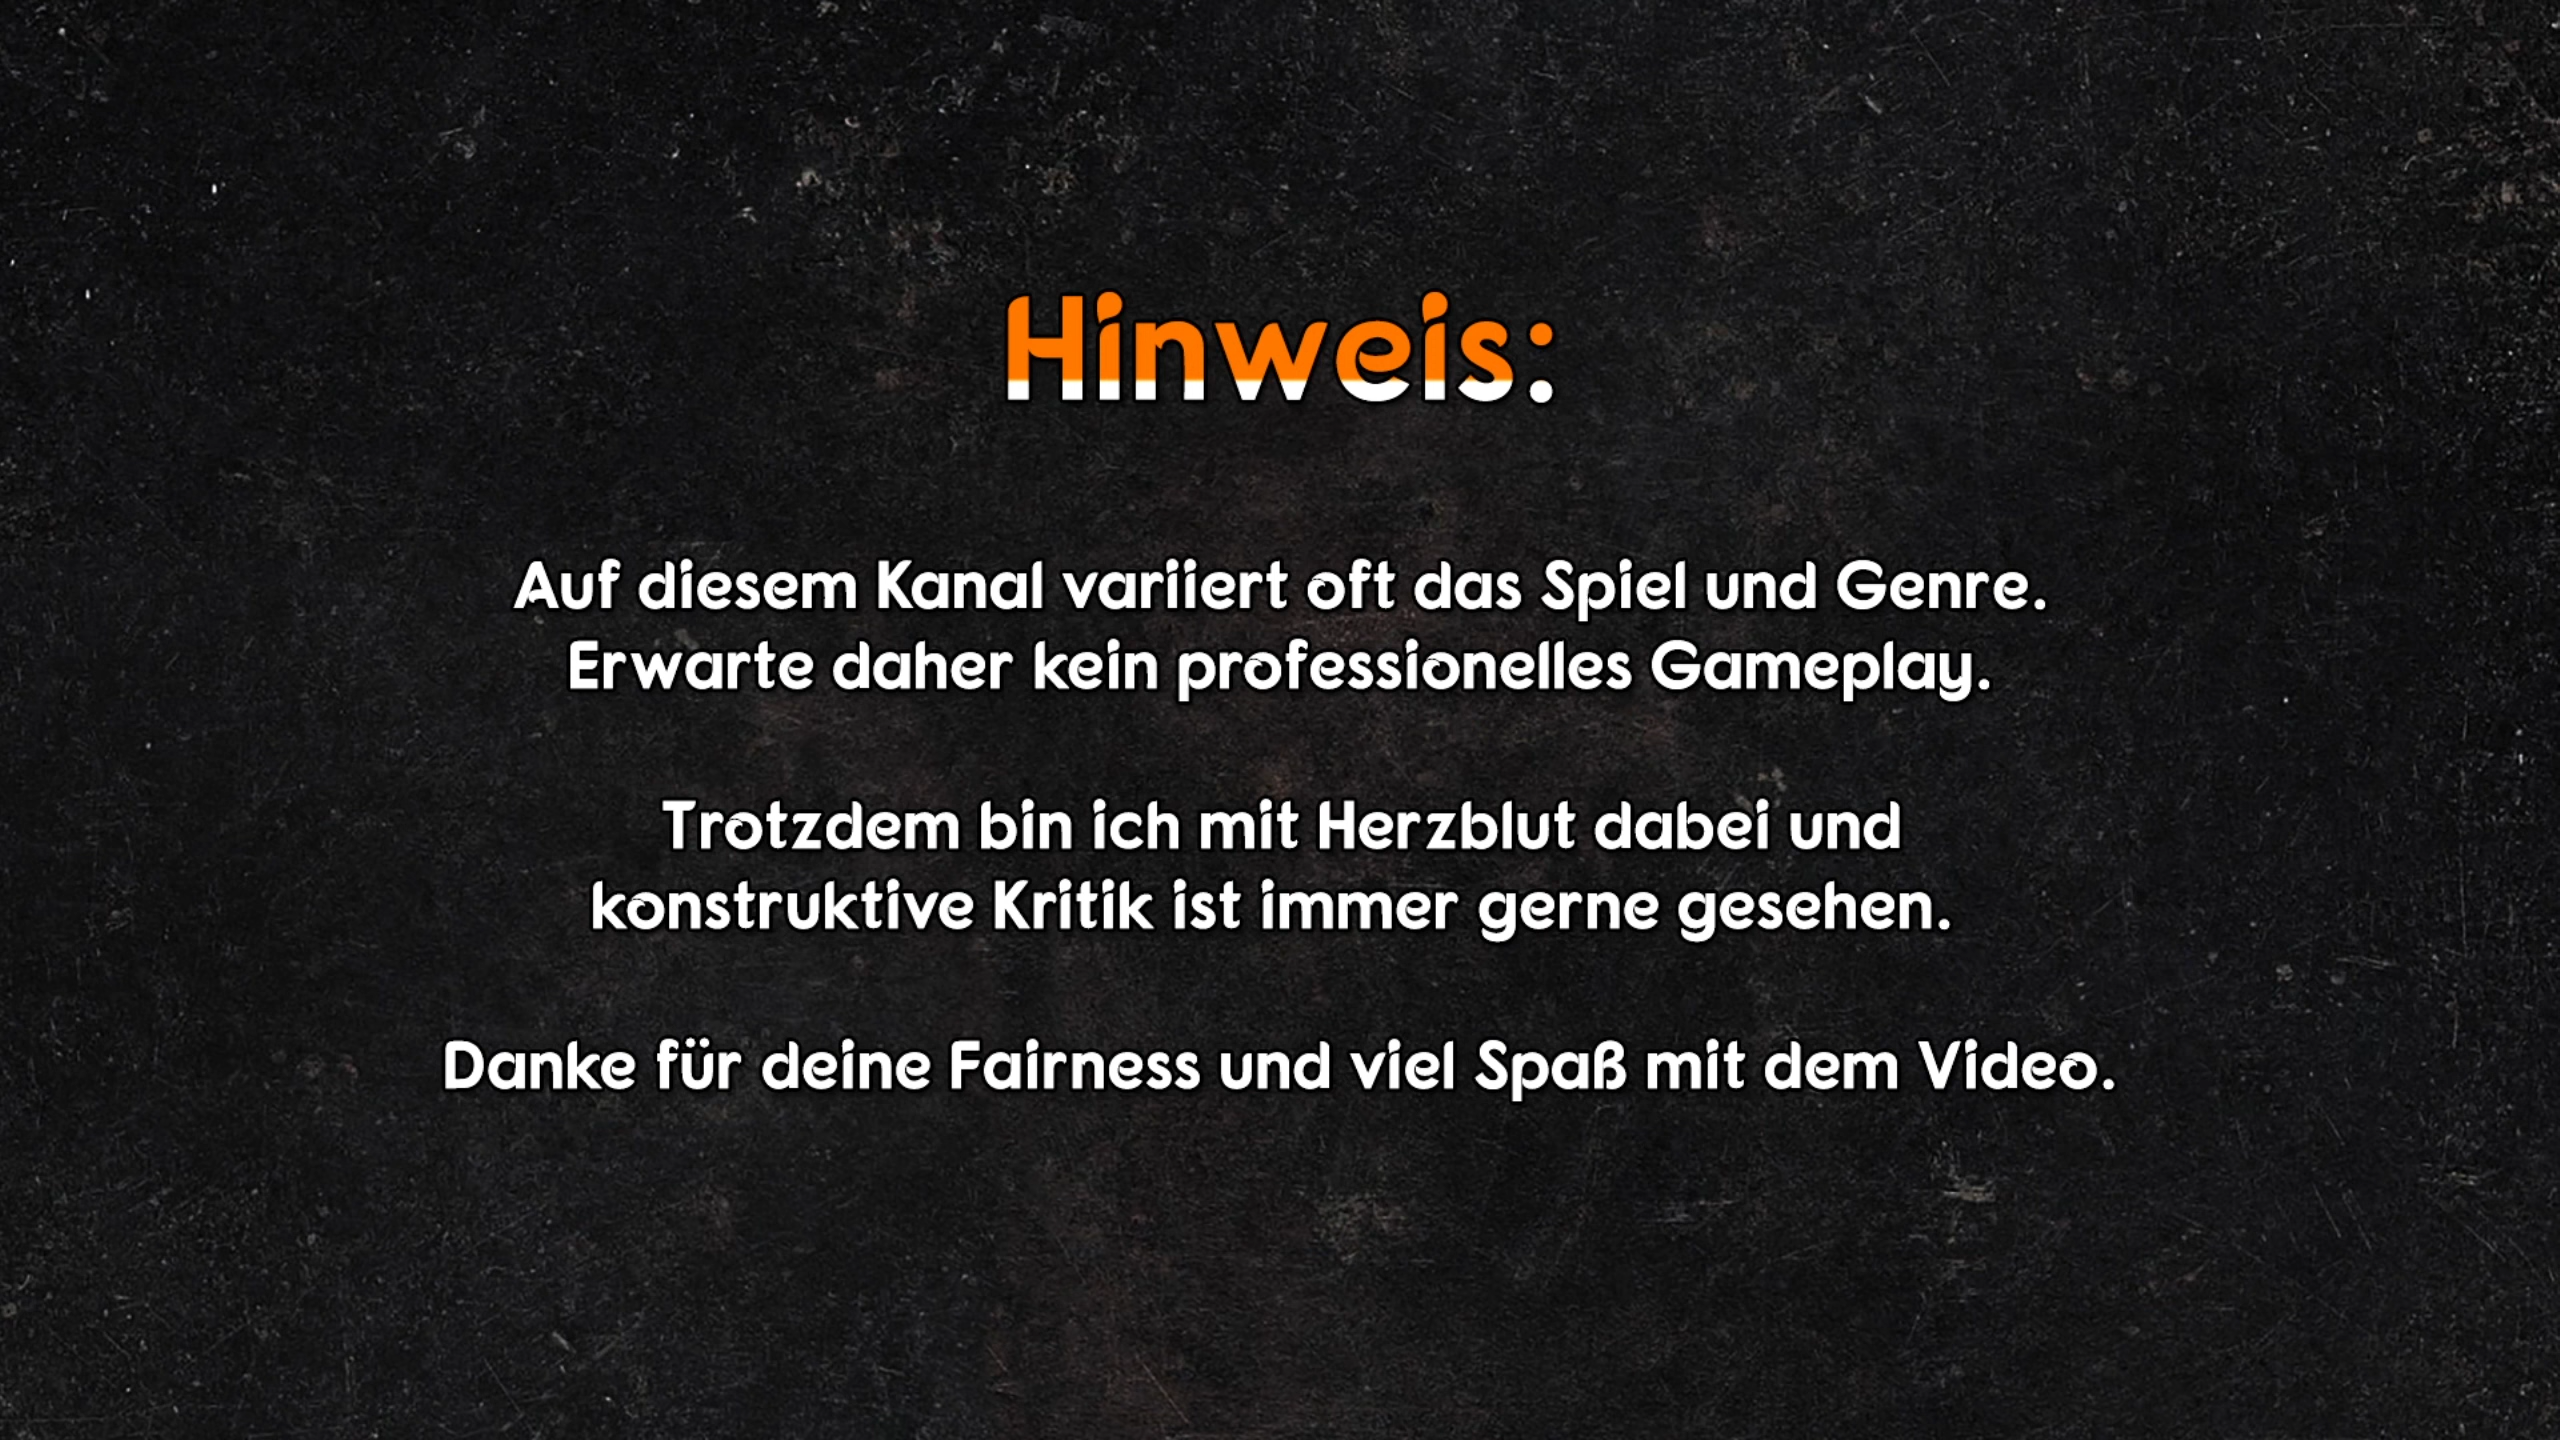 Hinweis:
Auf diesem Kanal variiert oft das Spiel und Genre.
Erwarte daher kein professionelles Gameplay.
Trotzdem bin ich mit Herzblut dabei und
konstruktive Kritik ist immer gerne gesehen.
Danke für deine Fairness und viel Spaß mit dem Video.